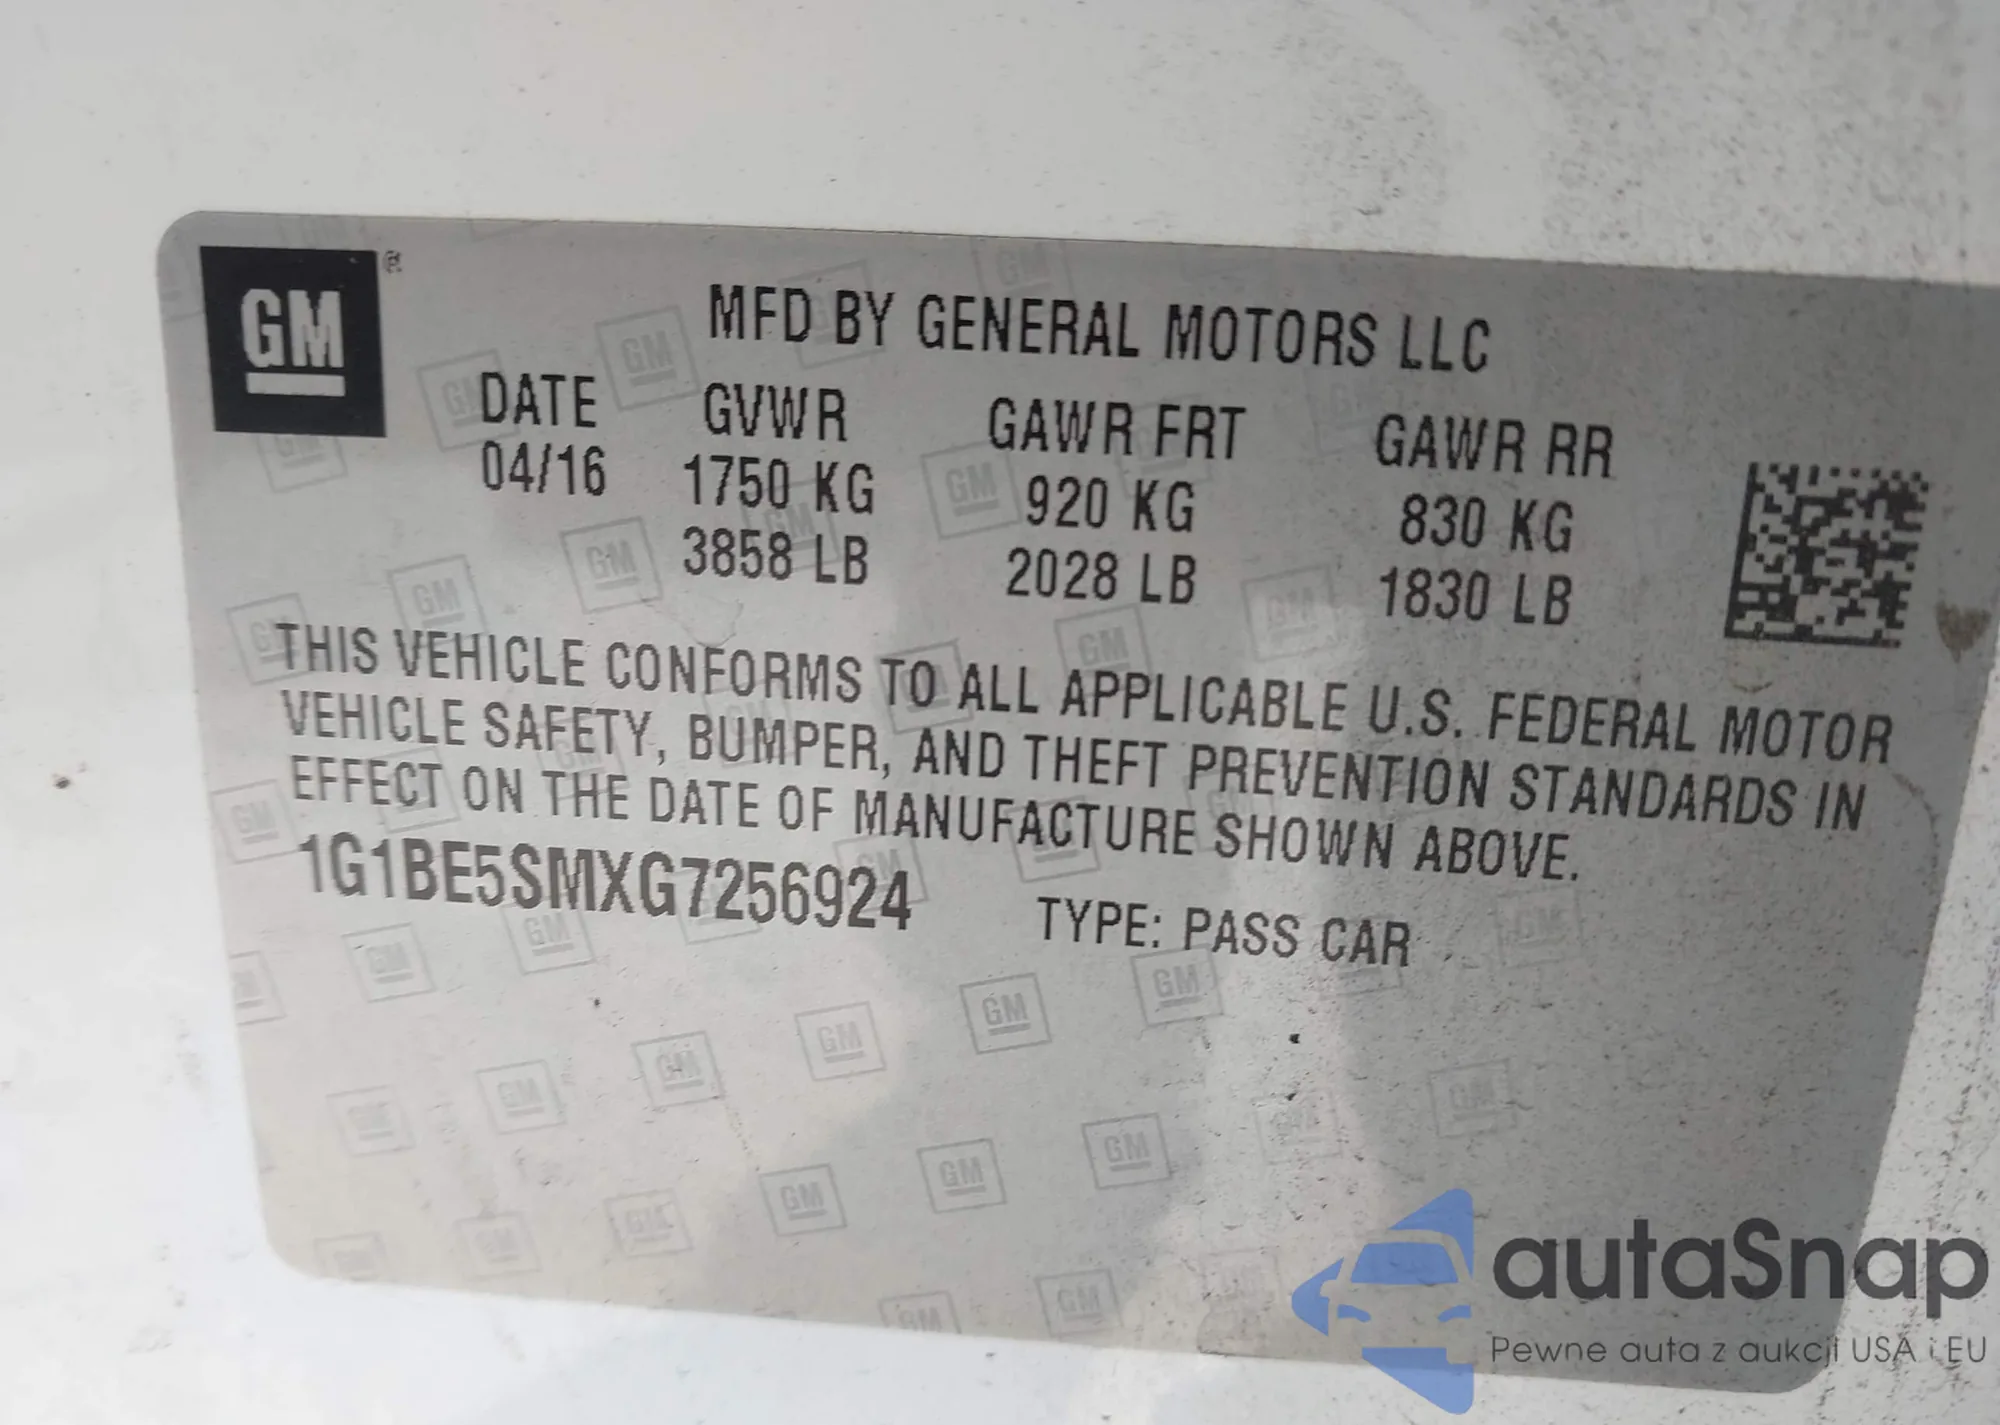 GM ®
MFD BY GENERAL MOTORS LLC
DATE GVWR GAWR FRT GAWR RR
04/16 1750 KG 920 KG 830 KG
3858 LB 2028 LB 1830 LB
THIS VEHICLE CONFORMS TO ALL APPLICABLE U.S. FEDERAL MOTOR
VEHICLE SAFETY, BUMPER, AND THEFT PREVENTION STANDARDS IN
EFFECT ON THE DATE OF MANUFACTURE SHOWN ABOVE.
1G1BE5SMXG7256924 TYPE: PASS CAR
autaSnap
Pewne auta z aukcji USA i EU